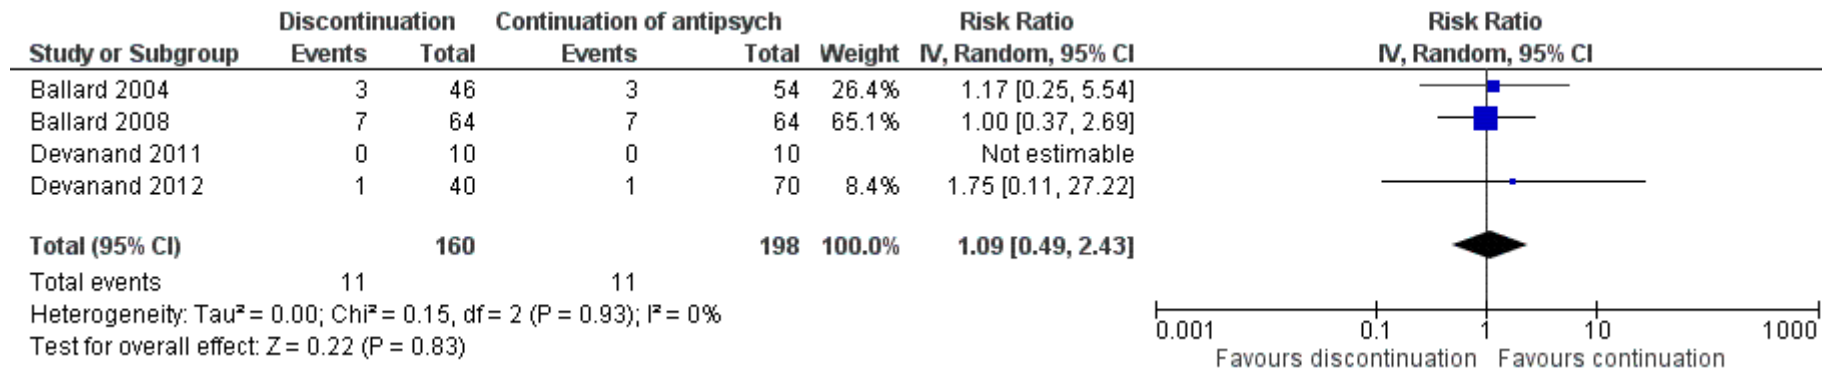 Discontinuation Continuation of antipsych Risk Ratio Risk Ratio
Study or Subgroup Events Total Events Total Weight IV, Random, 95% CI IV, Random, 95% CI
Ballard 2004 3 46 3 54 26.4% 1.17 [0.25, 5.54]
Ballard 2008 7 64 7 64 65.1% 1.00 [0.37, 2.69]
Devanand 2011 0 10 0 10 Not estimable
Devanand 2012 1 40 1 70 8.4% 1.75 [0.11, 27.22]
Total (95% CI) 160 198 100.0% 1.09 [0.49, 2.43]
Total events 11 11
Heterogeneity: Tau² = 0.00; Chi² = 0.15, df = 2 (P = 0.93); I² = 0%
Test for overall effect: Z = 0.22 (P = 0.83)
0.001 0.1 1 10 1000
Favours discontinuation Favours continuation